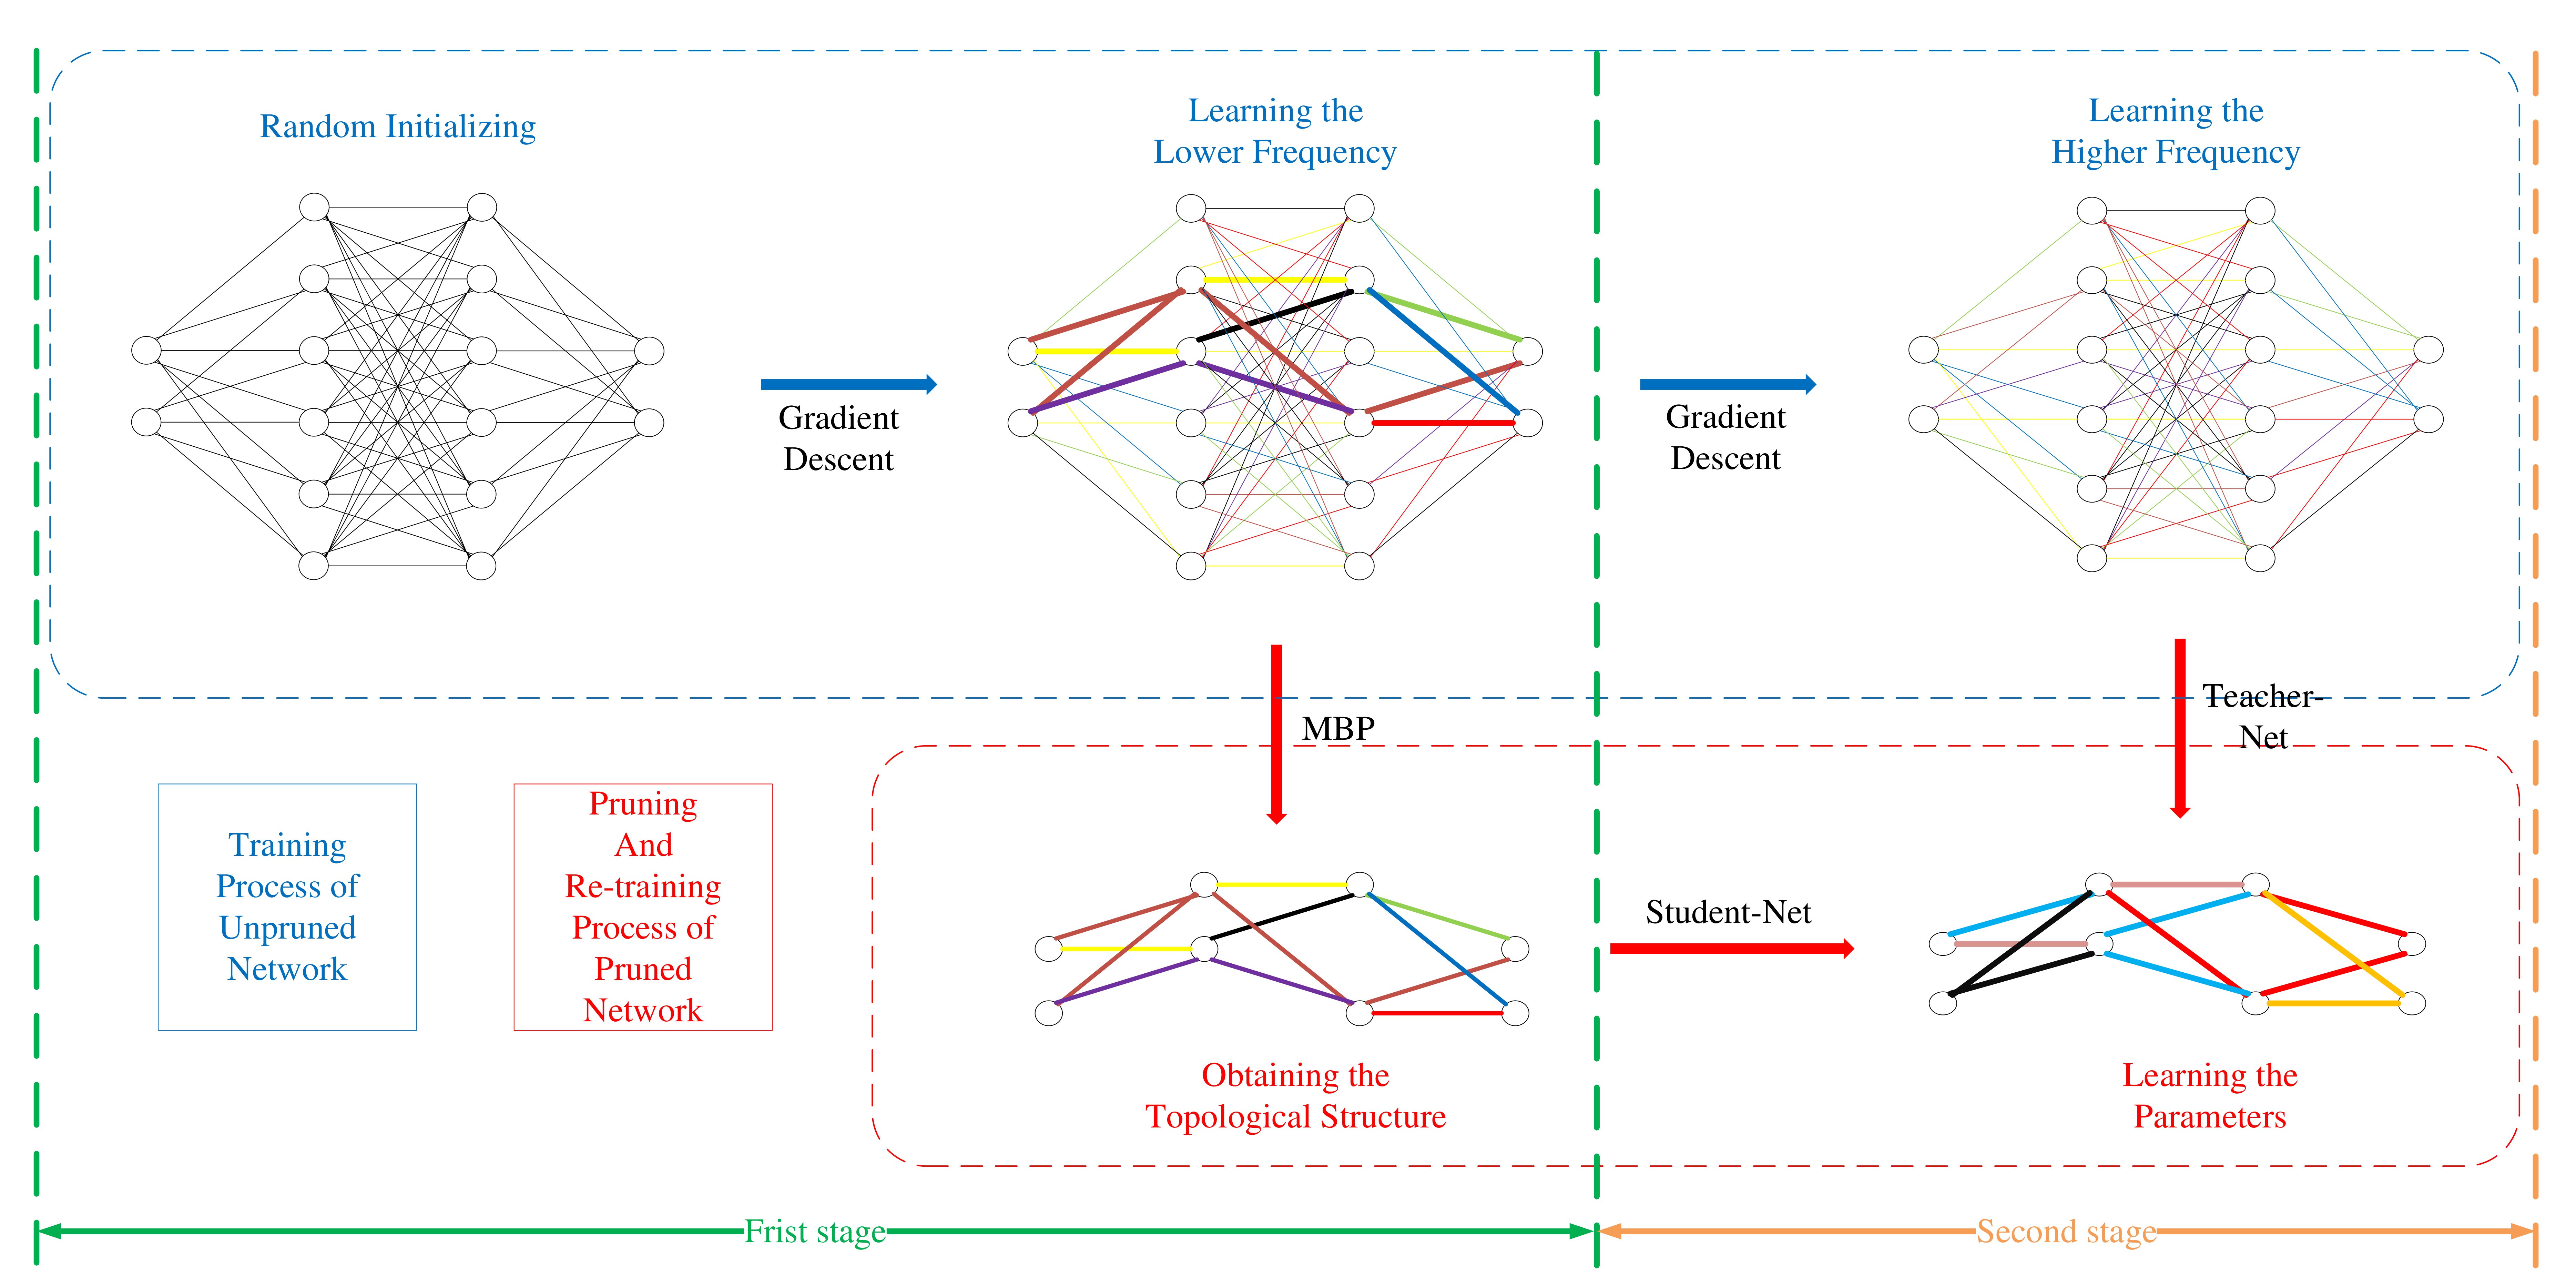 Random Initializing
Learning the
Lower Frequency
Learning the
Higher Frequency
Gradient
Descent
Gradient
Descent
MBP
Teacher-
Net
Training
Process of
Unpruned
Network
Pruning
And
Re-training
Process of
Pruned
Network
Student-Net
Obtaining the
Topological Structure
Learning the
Parameters
Frist stage
Second stage